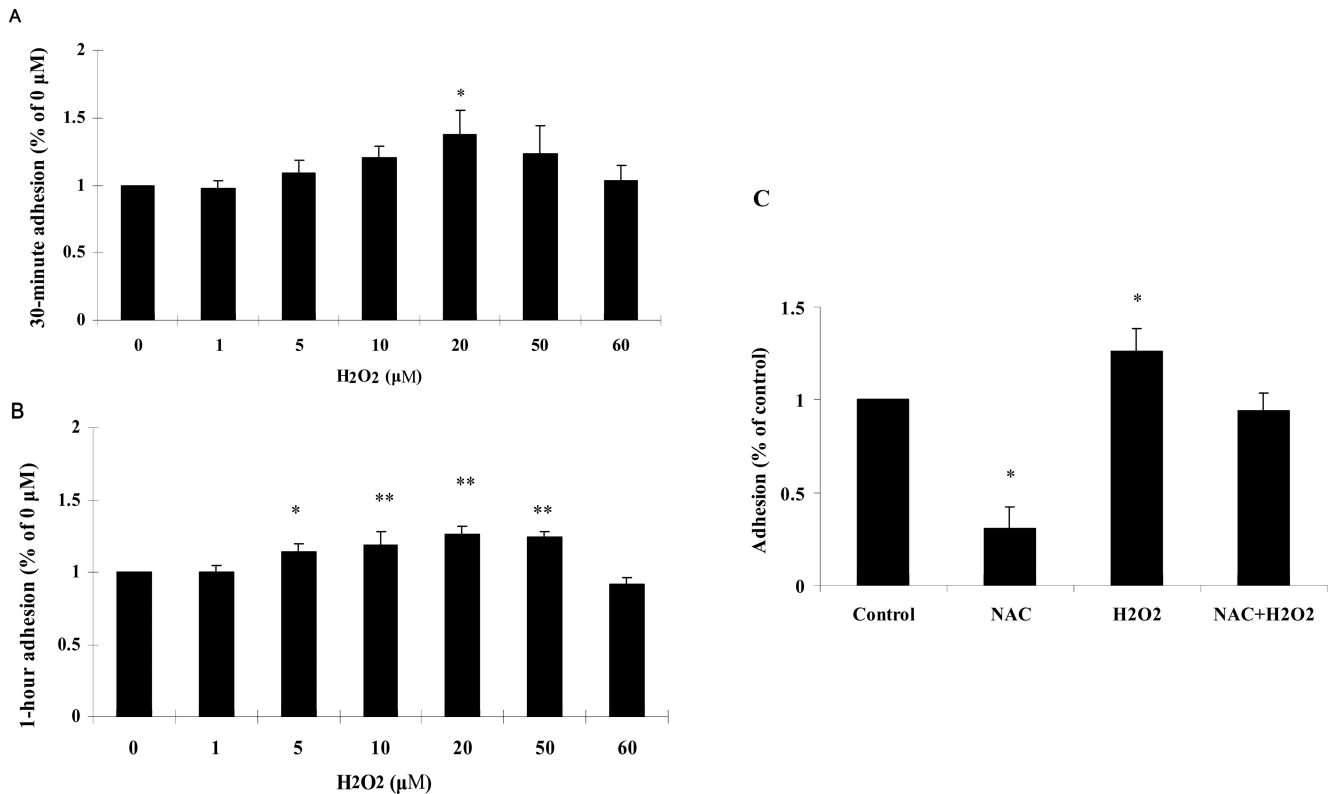 A
30-minute adhesion (% of 0 µM)
2
1.5
1
0.5
0
*
0 1 5 10 20 50 60
H2O2 (µM)
B
1-hour adhesion (% of 0 µM)
2
1.5
1
0.5
0
* ** ** **
0 1 5 10 20 50 60
H2O2 (µM)
C
Adhesion (% of control)
1.5
1
0.5
0
* *
Control NAC H2O2 NAC+H2O2